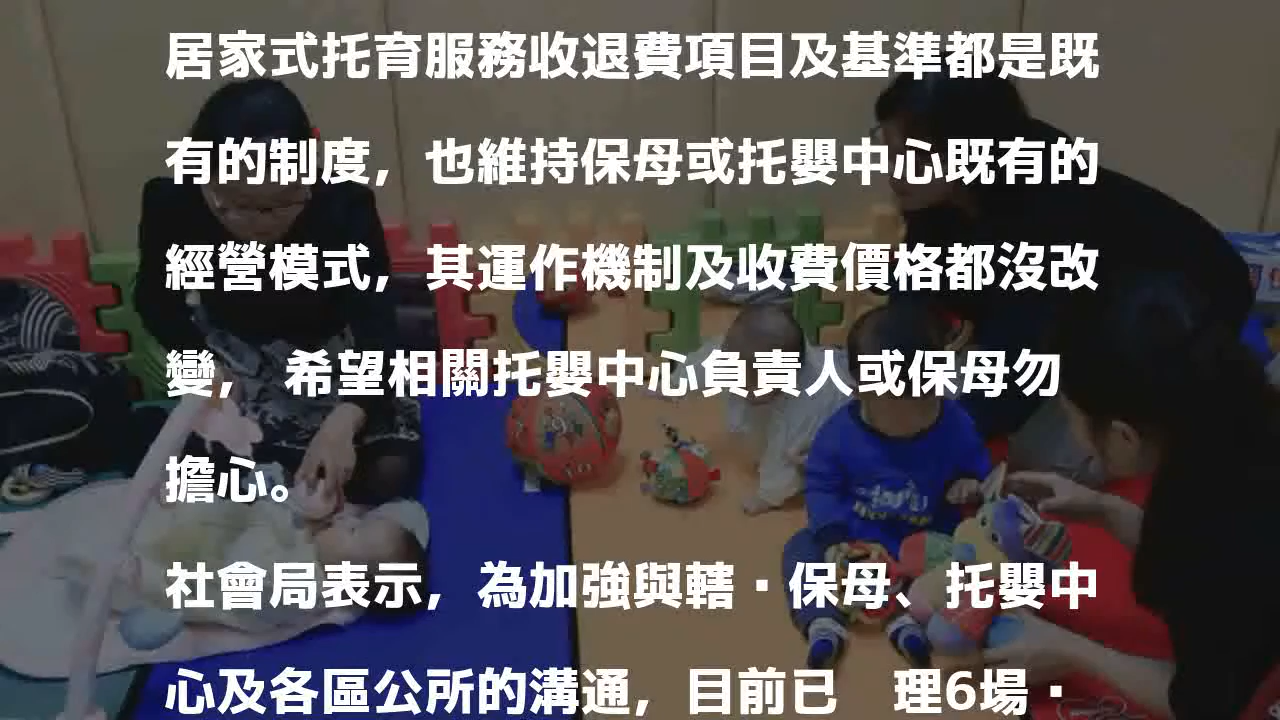 居家式托育服務收退費項目及基準都是既
有的制度，也維持保母或托嬰中心既有的
經營模式，其運作機制及收費價格都沒改
變， 希望相關托嬰中心負責人或保母勿
擔心。
社會局表示，為加強與轄·保母、托嬰中
心及各區公所的溝通，目前已 理6場·